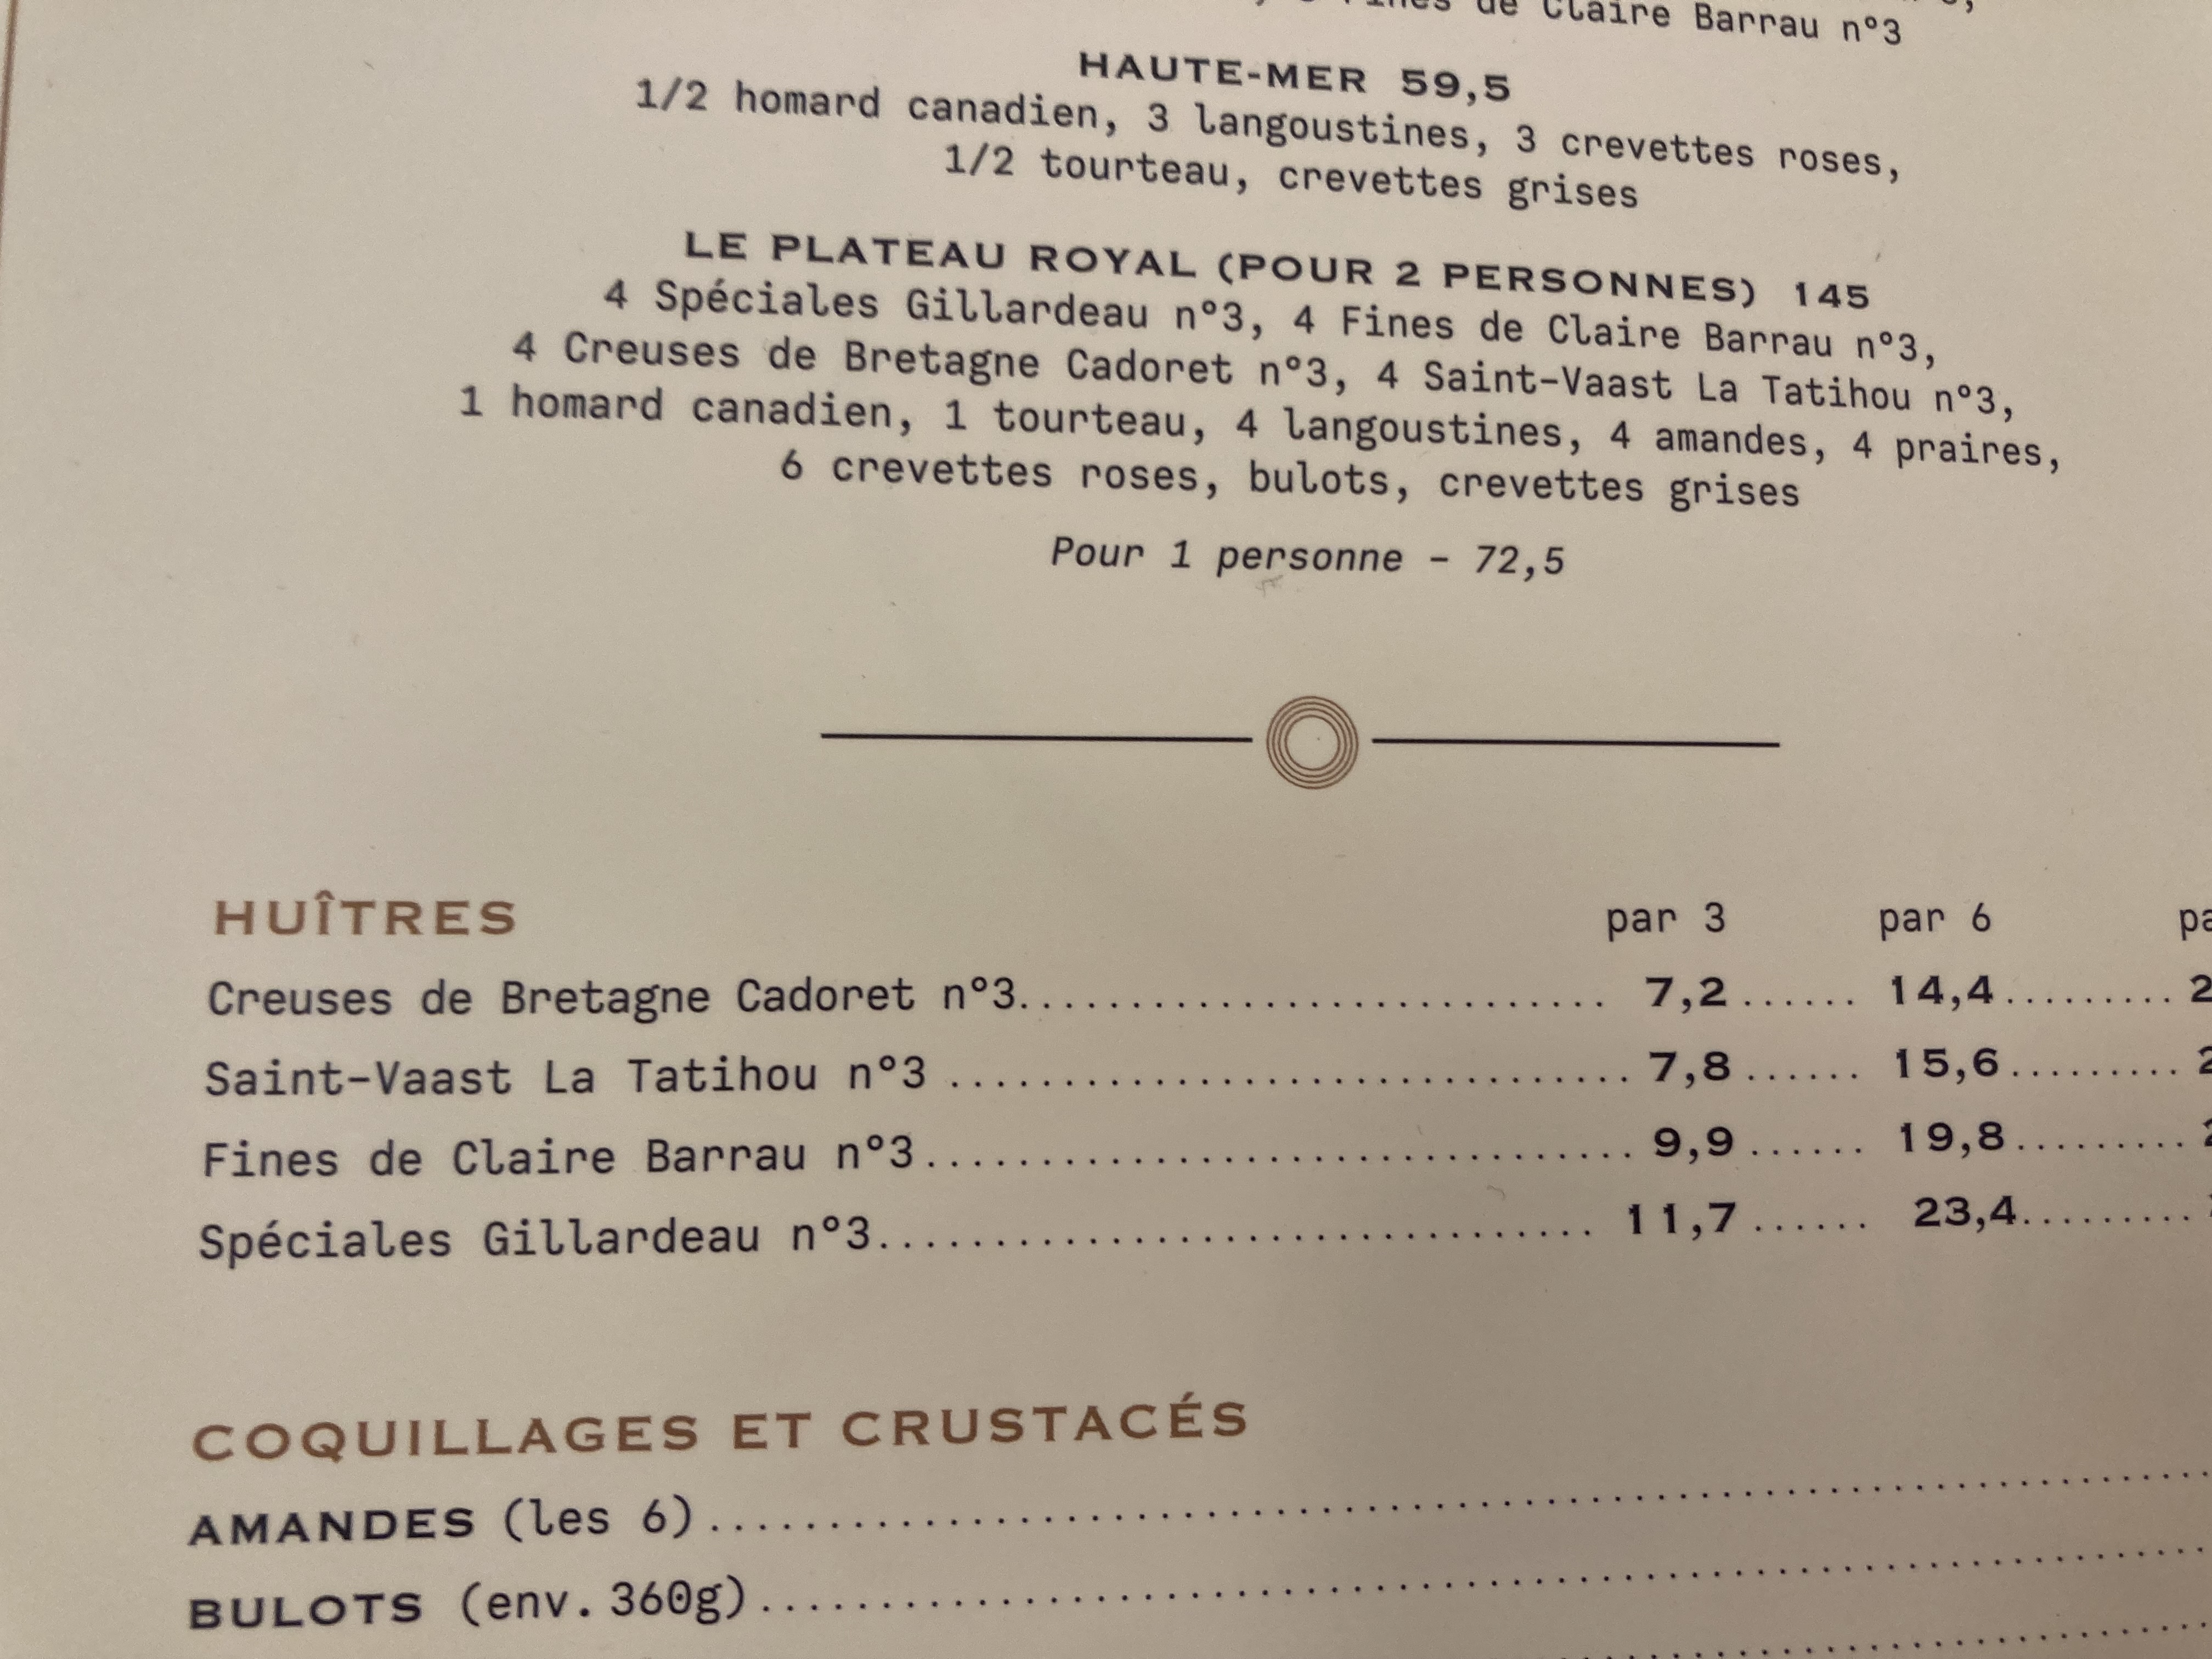 de Claire Barrau n°3
HAUTE-MER 59,5
1/2 homard canadien, 3 langoustines, 3 crevettes roses,
1/2 tourteau, crevettes grises
LE PLATEAU ROYAL (POUR 2 PERSONNES) 145
4 Spéciales Gillardeau n°3, 4 Fines de Claire Barrau n°3,
4 Creuses de Bretagne Cadoret n°3, 4 Saint-Vaast La Tatihou n°3,
1 homard canadien, 1 tourteau, 4 langoustines, 4 amandes, 4 praires,
6 crevettes roses, bulots, crevettes grises
Pour 1 personne - 72,5
HUÎTRES par 3 par 6
Creuses de Bretagne Cadoret n°3 7,2 14,4
Saint-Vaast La Tatihou n°3 7,8 15,6
Fines de Claire Barrau n°3 9,9 19,8
Spéciales Gillardeau n°3 11,7 23,4
COQUILLAGES ET CRUSTACÉS
AMANDES (les 6)
BULOTS (env. 360g)